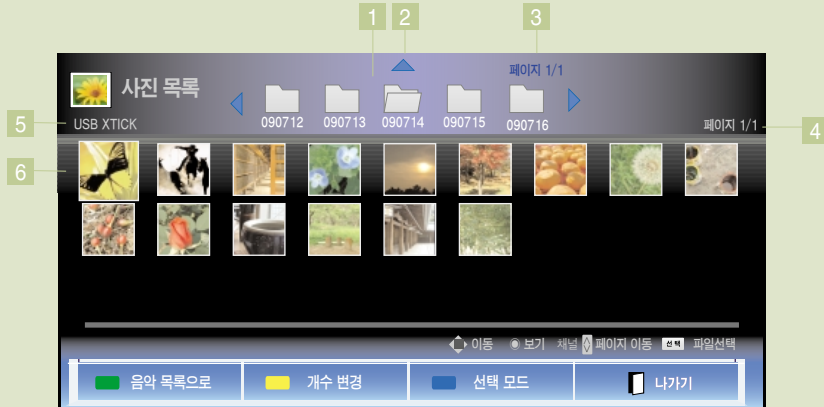 1 2 3
페이지 1/1
사진 목록
090712 090713 090714 090715 090716
5 USB XTICK 페이지 1/1 4
6
이동 보기 채널 페이지 이동 선택 파일선택
음악 목록으로 개수 변경 선택 모드 나가기